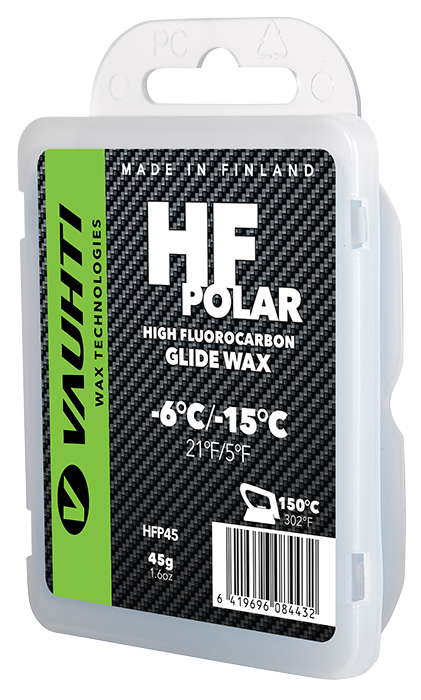 PC
MADE IN FINLAND
VAUHTI
WAX TECHNOLOGIES
HF
POLAR
HIGH FLUOROCARBON
GLIDE WAX
-6°C/-15°C
21°F/5°F
150°C
302°F
HFP45
45g
1.6oz
6 419696 084432